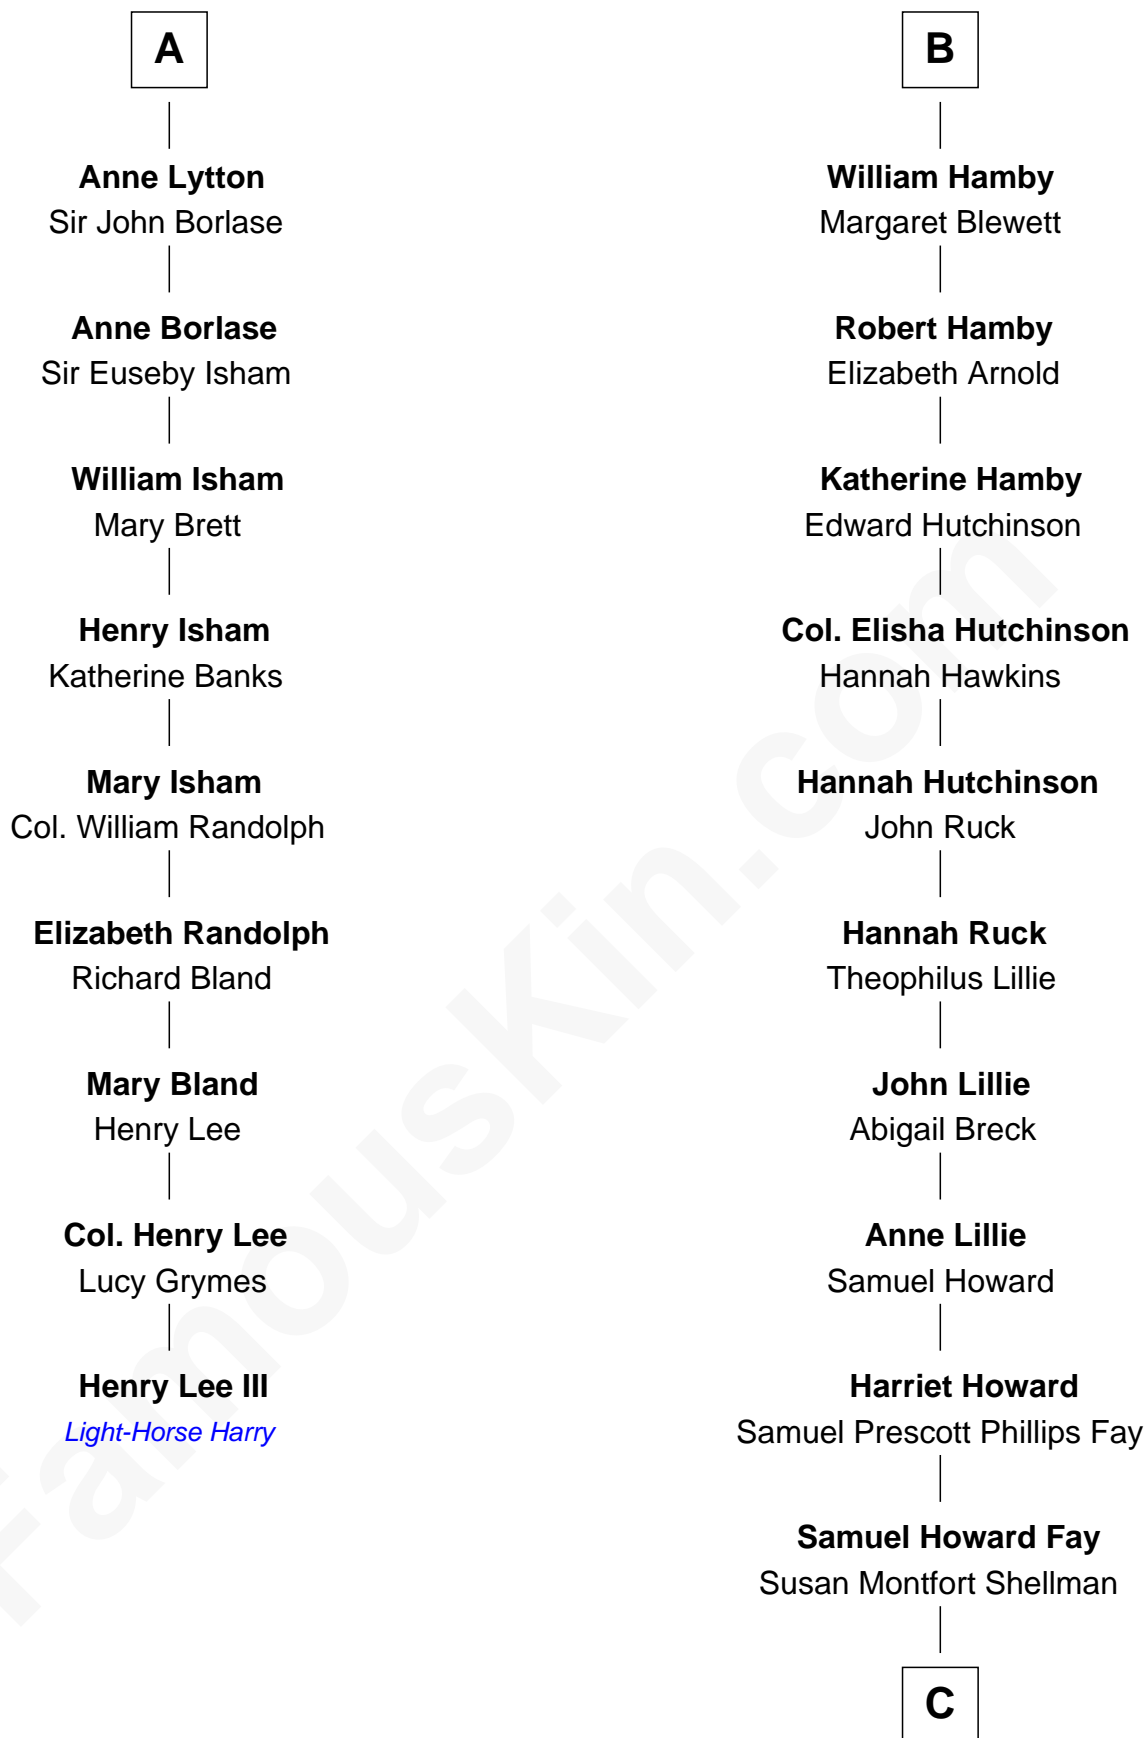 A
Anne Lytton
Sir John Borlase
Anne Borlase
Sir Euseby Isham
William Isham
Mary Brett
Henry Isham
Katherine Banks
Mary Isham
Col. William Randolph
Elizabeth Randolph
Richard Bland
Mary Bland
Henry Lee
Col. Henry Lee
Lucy Grymes
Henry Lee III
Light-Horse Harry
B
William Hamby
Margaret Blewett
Robert Hamby
Elizabeth Arnold
Katherine Hamby
Edward Hutchinson
Col. Elisha Hutchinson
Hannah Hawkins
Hannah Hutchinson
John Ruck
Hannah Ruck
Theophilus Lillie
John Lillie
Abigail Breck
Anne Lillie
Samuel Howard
Harriet Howard
Samuel Prescott Phillips Fay
Samuel Howard Fay
Susan Montfort Shellman
C
FamousKin.com